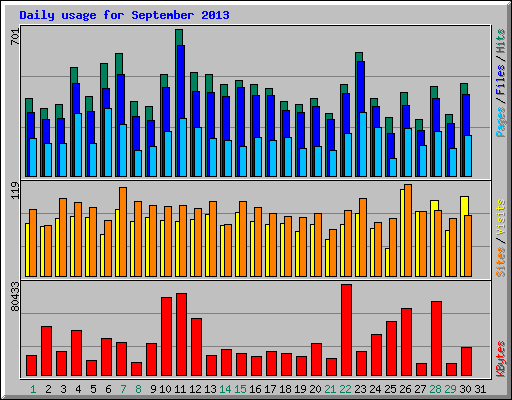 Daily usage for September 2013
701
Pages / Files / Hits
119
Sites / Visits
80433
KBytes
1 2 3 4 5 6 7 8 9 10 11 12 13 14 15 16 17 18 19 20 21 22 23 24 25 26 27 28 29 30 31